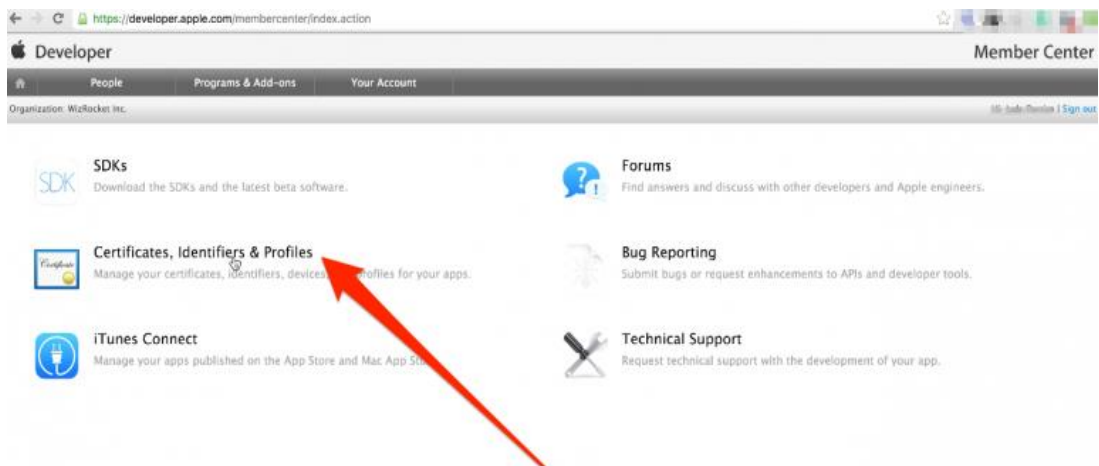 https://developer.apple.com/membercenter/index.action
Developer
Member Center
People
Programs & Add-ons
Your Account
Organization: WizRocket Inc.
| Sign out
SDK
SDKs
Download the SDKs and the latest beta software.
Forums
Find answers and discuss with other developers and Apple engineers.
Certificate
Certificates, Identifiers & Profiles
Manage your certificates, identifiers, devices, profiles for your apps.
Bug Reporting
Submit bugs or request enhancements to APIs and developer tools.
iTunes Connect
Manage your apps published on the App Store and Mac App
Technical Support
Request technical support with the development of your app.